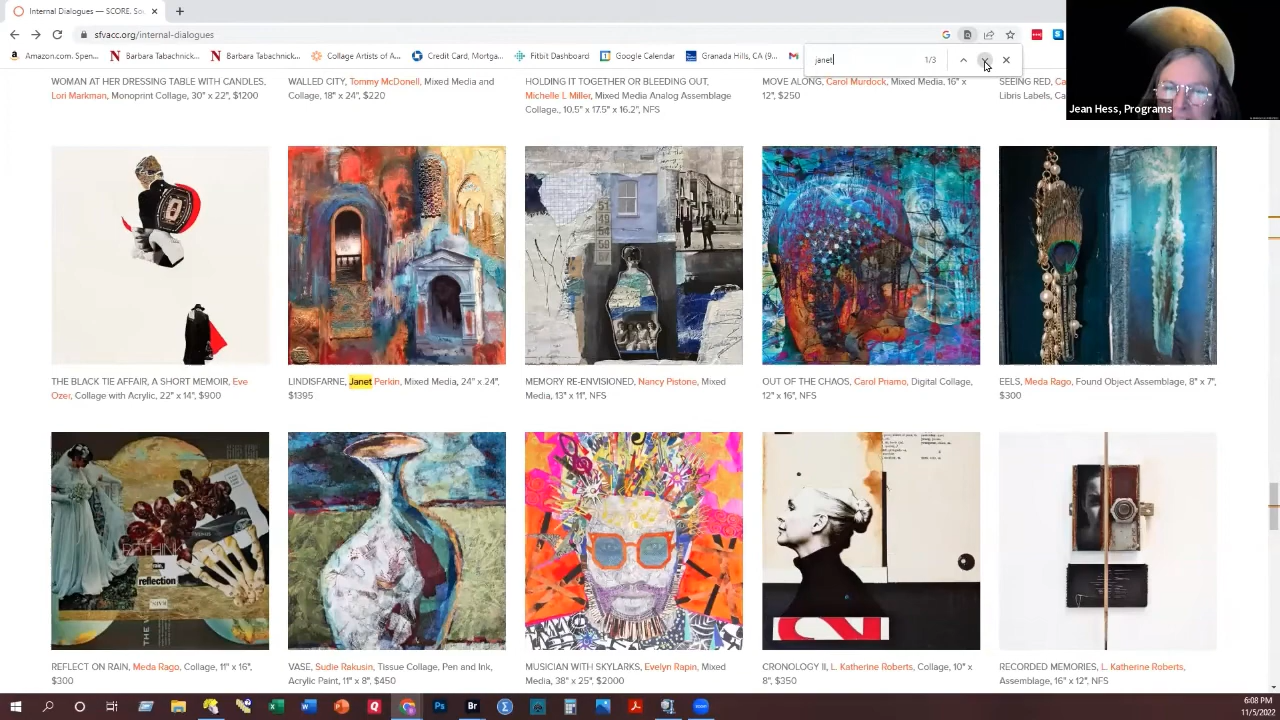 Internal Dialogues — SCORE, So
sfvacc.org/internal-dialogues
Amazon.com. Spen...
Barbara Tabachnick...
Barbara Tabachnick...
Collage Artists of A...
Credit Card, Mortga...
Fitbit Dashboard
Google Calendar
Granada Hills, CA (9...
janet
1/3
Jean Hess, Programs
WOMAN AT HER DRESSING TABLE WITH CANDLES,
Lori Markman, Monoprint Collage, 30" x 22", $1200
WALLED CITY, Tommy McDonell, Mixed Media and
Collage, 18" x 24", $220
HOLDING IT TOGETHER OR BLEEDING OUT,
Michelle L Miller, Mixed Media Analog Assemblage
Collage., 10.5" x 17.5" x 16.2", NFS
MOVE ALONG, Carol Murdock, Mixed Media, 16" x
12", $250
SEEING RED, Ca
Libris Labels, Ca
THE BLACK TIE AFFAIR, A SHORT MEMOIR, Eve
Ozer, Collage with Acrylic, 22" x 14", $900
LINDISFARNE, Janet Perkin, Mixed Media, 24" x 24",
$1395
MEMORY RE-ENVISIONED, Nancy Pistone, Mixed
Media, 13" x 11", NFS
OUT OF THE CHAOS, Carol Priamo, Digital Collage,
12" x 16", NFS
EELS, Meda Rago, Found Object Assemblage, 8" x 7",
$300
RETHINK
reflection
REFLECT ON RAIN, Meda Rago, Collage, 11" x 16",
$300
VASE, Sudie Rakusin, Tissue Collage, Pen and Ink,
Acrylic Paint, 11" x 8", $450
MUSICIAN WITH SKYLARKS, Evelyn Rapin, Mixed
Media, 38" x 25", $2000
CRONOLOGY II, L. Katherine Roberts, Collage, 10" x
8", $350
RECORDED MEMORIES, L. Katherine Roberts,
Assemblage, 16" x 12", NFS
6:08 PM
11/5/2022